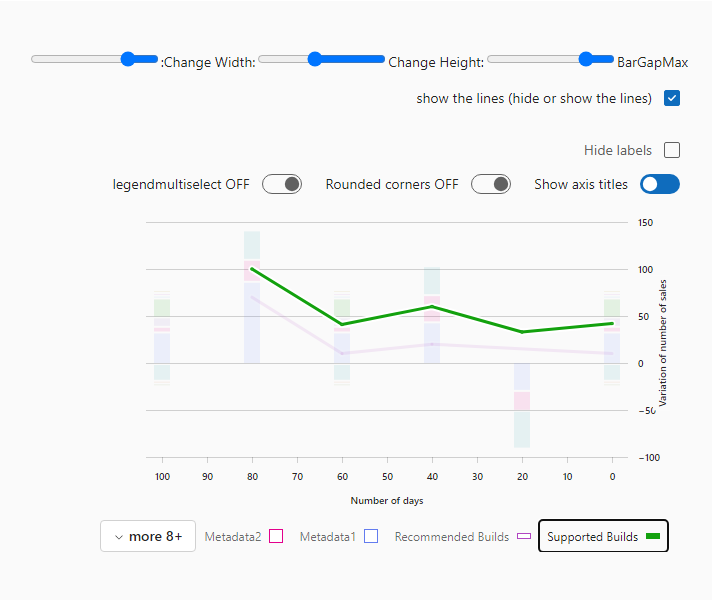 :Change Width:
Change Height:
BarGapMax
show the lines (hide or show the lines)
Hide labels
legendmultiselect OFF
Rounded corners OFF
Show axis titles
150
100
50
0
−50
−100
Variation of number of sales
100 90 80 70 60 50 40 30 20 10 0
Number of days
more 8+
Metadata2
Metadata1
Recommended Builds
Supported Builds